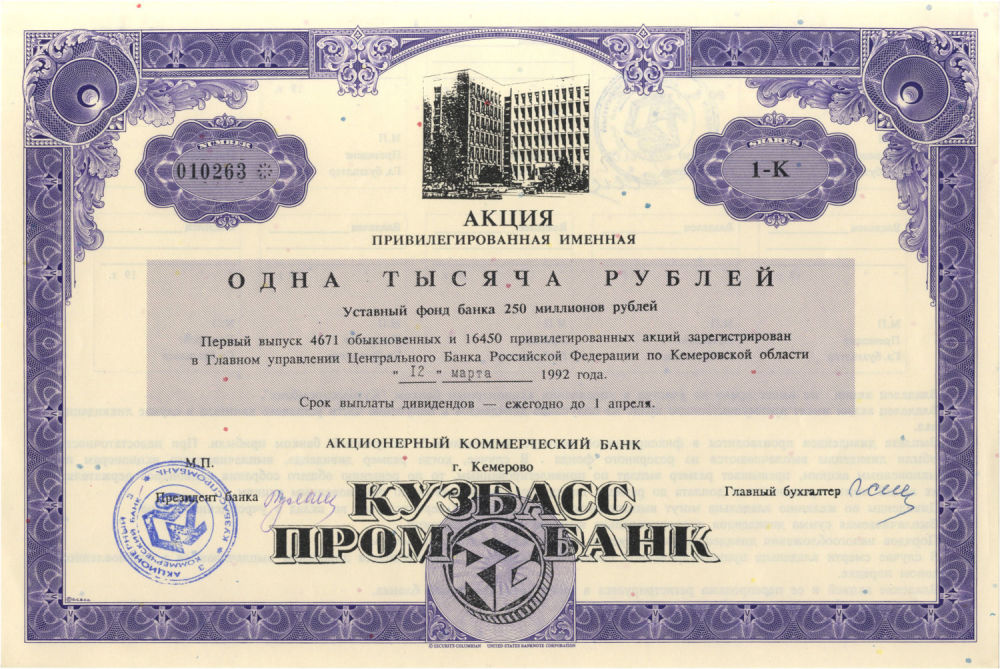 NUMBER
010263
SHARES
1-K
АКЦИЯ
ПРИВИЛЕГИРОВАННАЯ ИМЕННАЯ
ОДНА ТЫСЯЧА РУБЛЕЙ
Уставный фонд банка 250 миллионов рублей
Первый выпуск 4671 обыкновенных и 16450 привилегированных акций зарегистрирован
в Главном управлении Центрального Банка Российской Федерации по Кемеровской области
" 12 " марта 1992 года.
Срок выплаты дивидендов — ежегодно до 1 апреля.
АКЦИОНЕРНЫЙ КОММЕРЧЕСКИЙ БАНК
г. Кемерово
М.П.
Президент банка
Главный бухгалтер
КУЗБАСС
ПРОМ БАНК
© SECURITY-COLUMBIAN UNITED STATES BANKNOTE CORPORATION